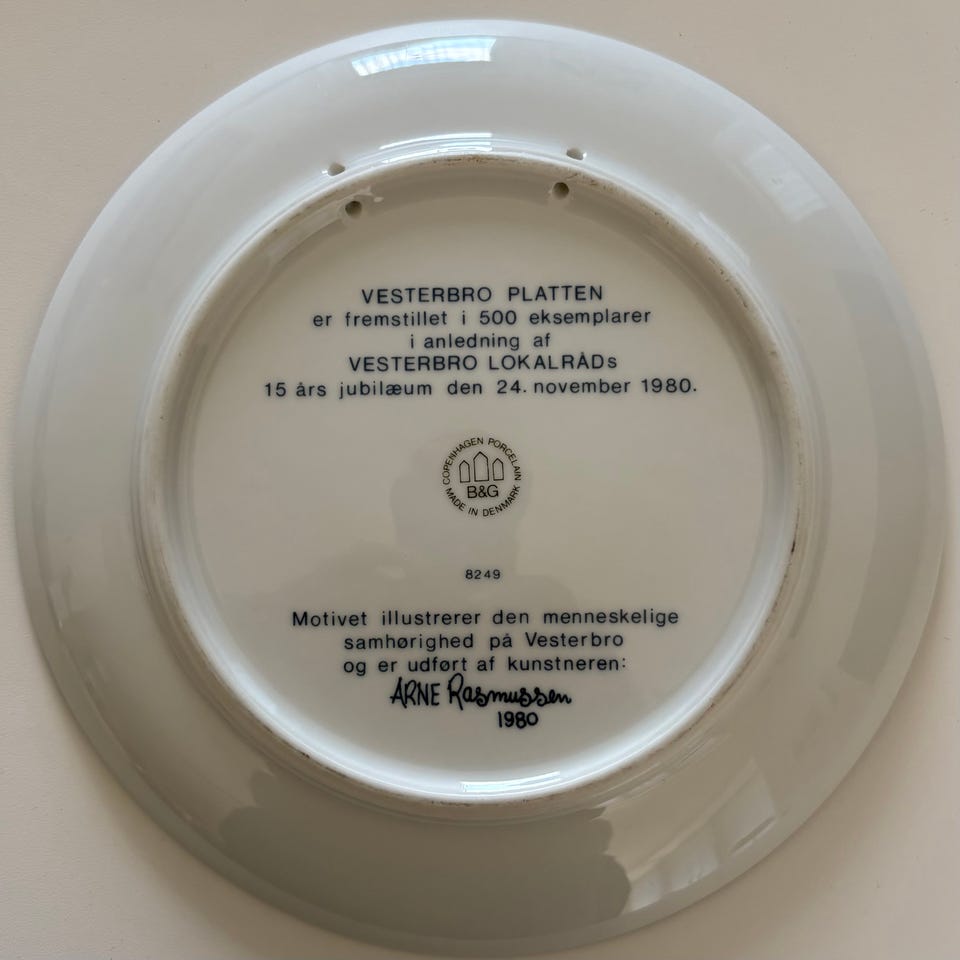 VESTERBRO PLATTEN
er fremstillet i 500 eksemplarer
i anledning af
VESTERBRO LOKALRÅDs
15 års jubilæum den 24. november 1980.
COPENHAGEN PORCELAIN
B&G
MADE IN DENMARK
8249
Motivet illustrerer den menneskelige
samhørighed på Vesterbro
og er udført af kunstneren:
ARNE Rasmussen
1980